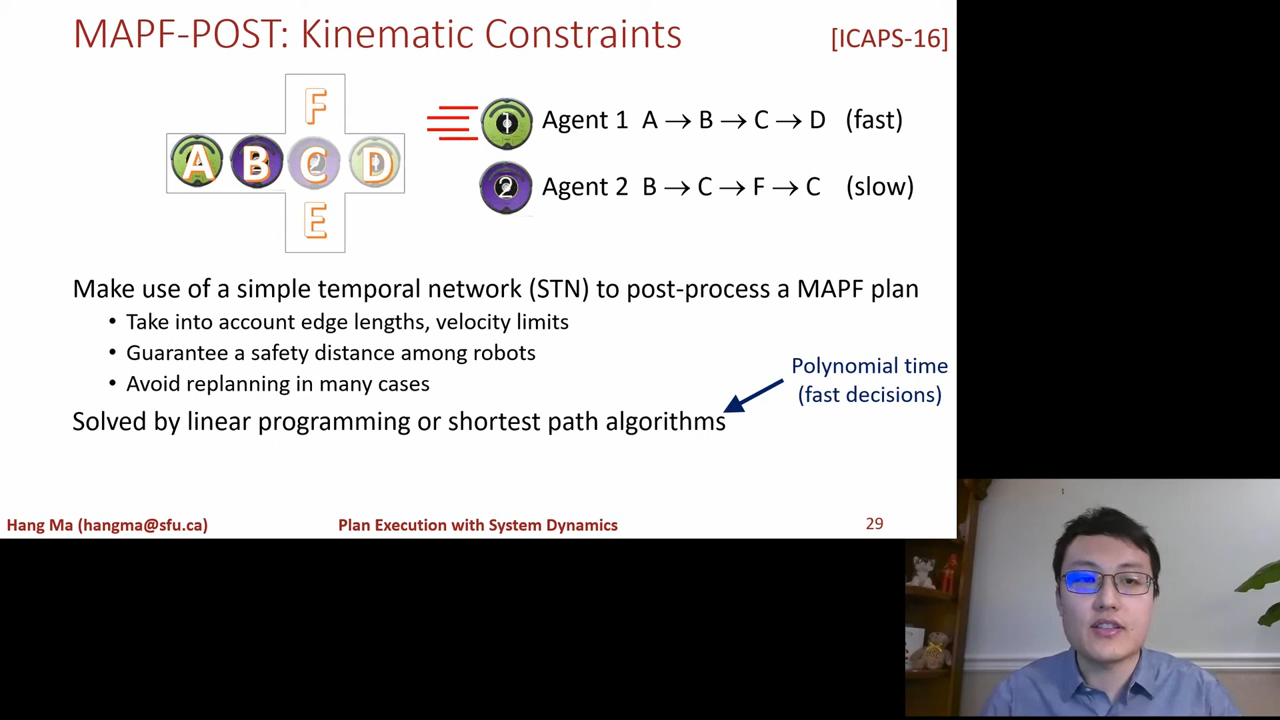 MAPF-POST: Kinematic Constraints
[ICAPS-16]
F
A B C D
E
1 Agent 1 A → B → C → D (fast)
2 Agent 2 B → C → F → C (slow)
Make use of a simple temporal network (STN) to post-process a MAPF plan
• Take into account edge lengths, velocity limits
• Guarantee a safety distance among robots
• Avoid replanning in many cases
Polynomial time
(fast decisions)
Solved by linear programming or shortest path algorithms
Hang Ma (hangma@sfu.ca) Plan Execution with System Dynamics 29